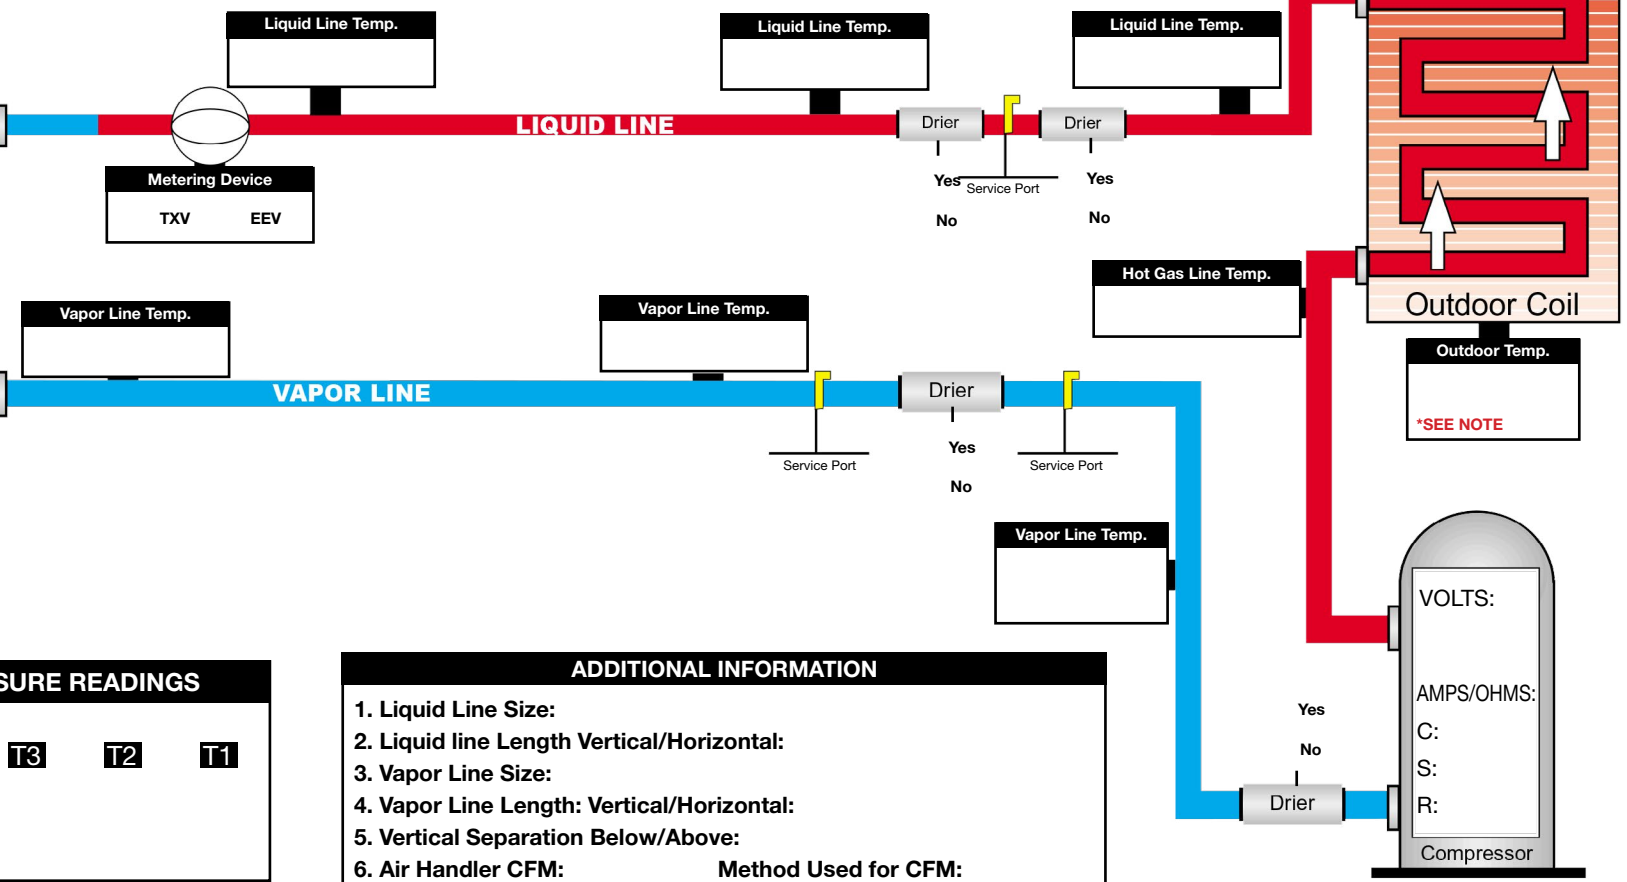 Liquid Line Temp.
Liquid Line Temp.
Liquid Line Temp.
LIQUID LINE
Drier
Drier
Yes
No
Service Port
Yes
No
Metering Device
TXV EEV
Hot Gas Line Temp.
Outdoor Coil
Outdoor Temp.
*SEE NOTE
Vapor Line Temp.
Vapor Line Temp.
VAPOR LINE
Drier
Yes
No
Service Port
Service Port
Vapor Line Temp.
VOLTS:
AMPS/OHMS:
C:
S:
R:
Compressor
Yes
No
Drier
SURE READINGS
T3 T2 T1
ADDITIONAL INFORMATION
1. Liquid Line Size:
2. Liquid line Length Vertical/Horizontal:
3. Vapor Line Size:
4. Vapor Line Length: Vertical/Horizontal:
5. Vertical Separation Below/Above:
6. Air Handler CFM: Method Used for CFM: